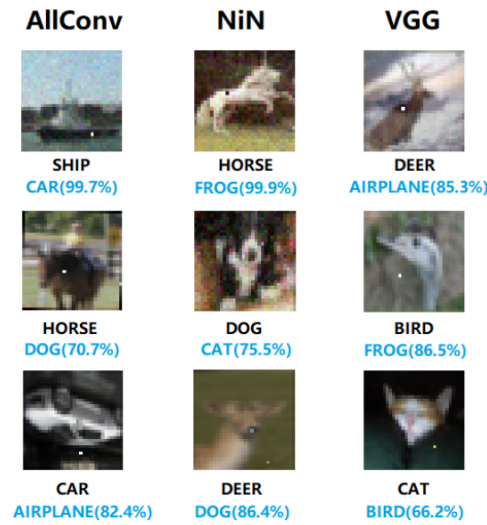 AllConv NiN VGG
SHIP HORSE DEER
CAR(99.7%) FROG(99.9%) AIRPLANE(85.3%)
HORSE DOG BIRD
DOG(70.7%) CAT(75.5%) FROG(86.5%)
CAR DEER CAT
AIRPLANE(82.4%) DOG(86.4%) BIRD(66.2%)